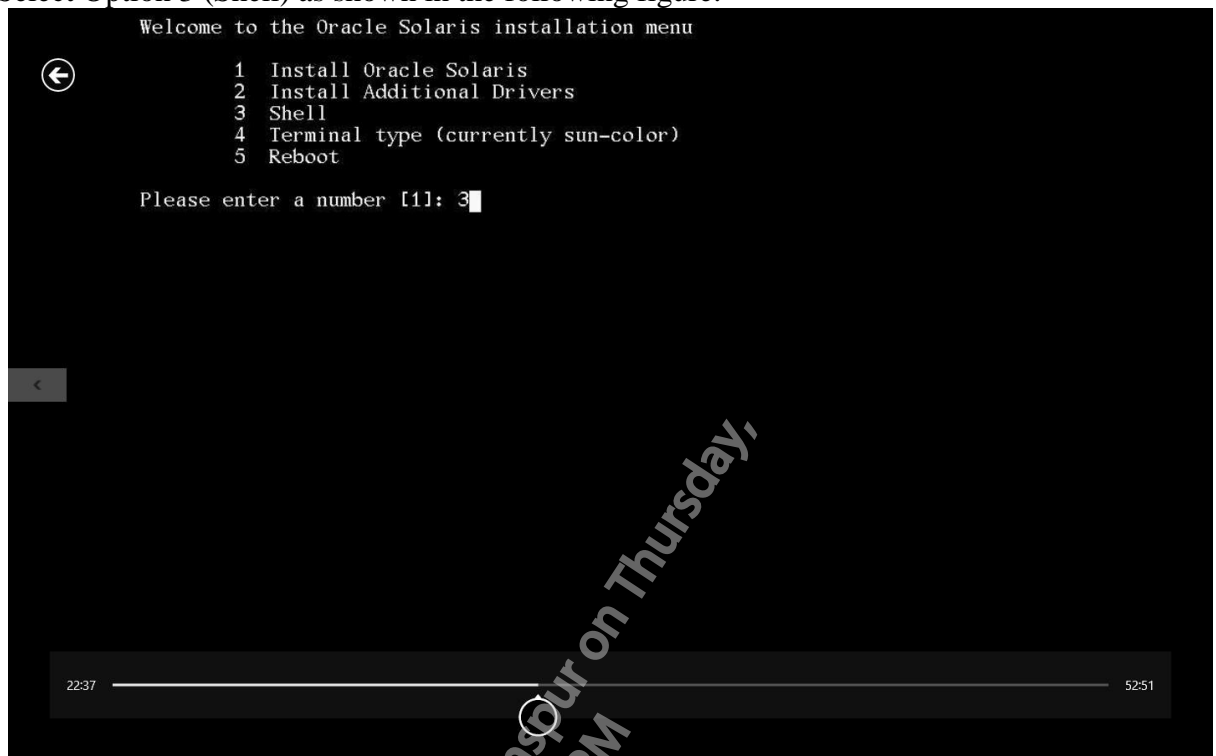 Select Option 3 (Shell) as shown in the following figure.
Welcome to the Oracle Solaris installation menu
1 Install Oracle Solaris
2 Install Additional Drivers
3 Shell
4 Terminal type (currently sun-color)
5 Reboot
Please enter a number [1]: 3
on Thursday,
22:37
52:51